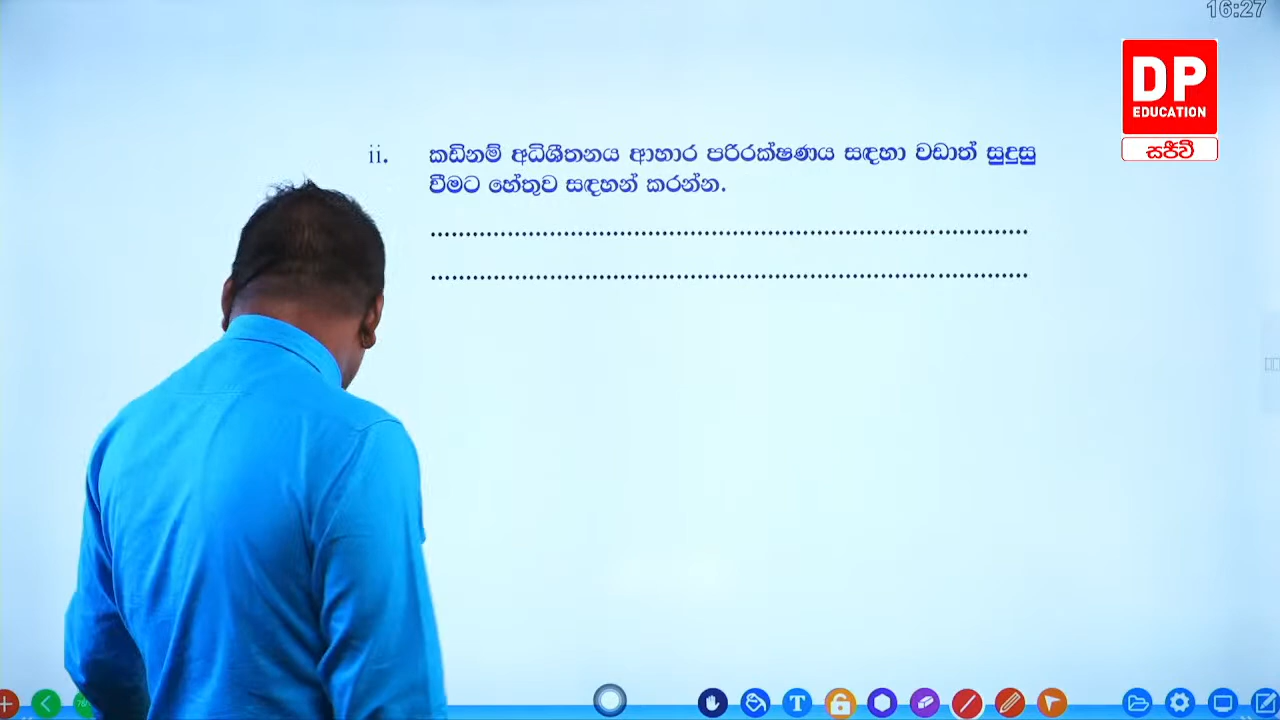 16:27
DP
EDUCATION
සජීවී
ii. කඩිනම් අධිශීතනය ආහාර පරිරක්ෂණය සඳහා වඩාත් සුදුසු
වීමට හේතුව සඳහන් කරන්න.
................................................................................
................................................................................
T